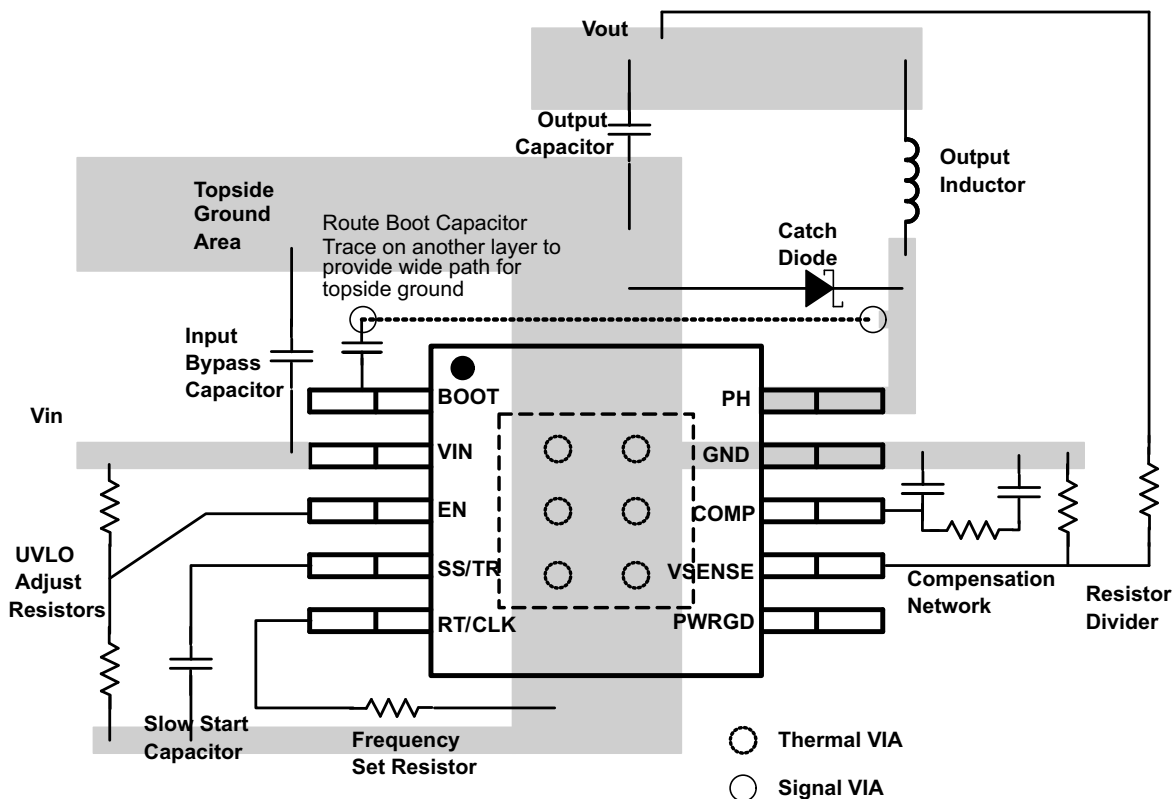 Vout
Output
Capacitor
Output
Inductor
Topside
Ground
Area
Route Boot Capacitor
Trace on another layer to
provide wide path for
topside ground
Catch
Diode
Input
Bypass
Capacitor
BOOT
PH
Vin
VIN
GND
EN
COMP
UVLO
Adjust
Resistors
SS/TR
VSENSE
Compensation
Network
Resistor
Divider
RT/CLK
PWRGD
Slow Start
Capacitor
Frequency
Set Resistor
Thermal VIA
Signal VIA